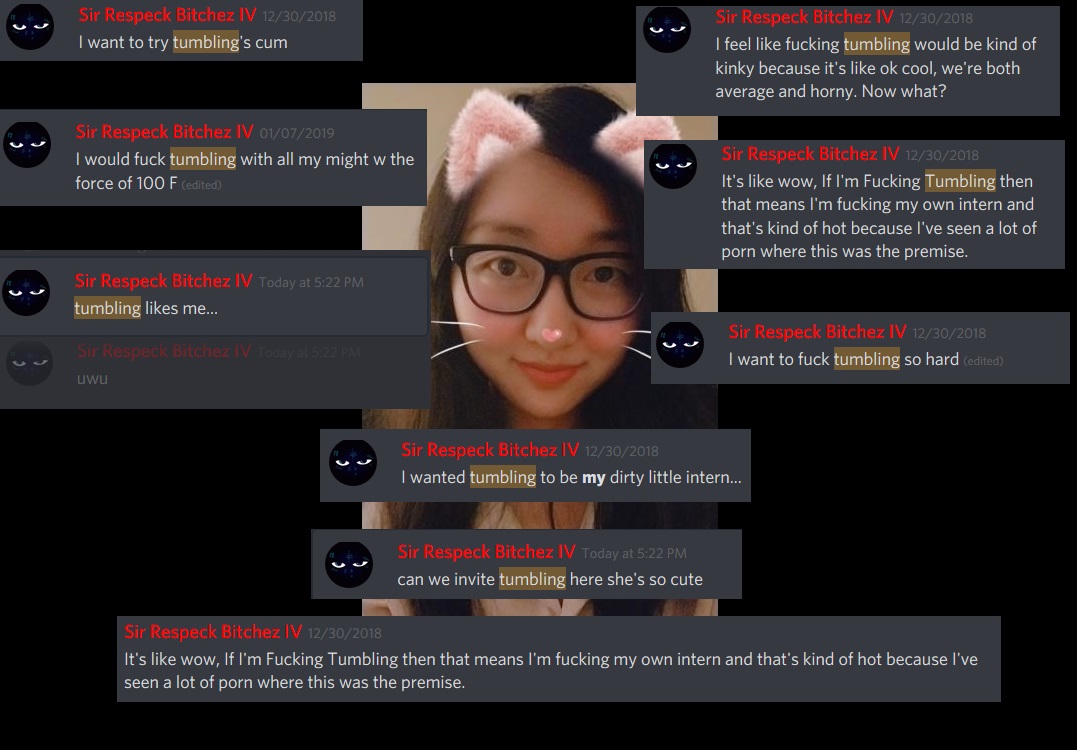 Sir Respeck Bitchez IV 12/30/2018
I want to try tumbling's cum
Sir Respeck Bitchez IV 12/30/2018
I feel like fucking tumbling would be kind of
kinky because it's like ok cool, we're both
average and horny. Now what?
Sir Respeck Bitchez IV 01/07/2019
I would fuck tumbling with all my might w the
force of 100 F (edited)
Sir Respeck Bitchez IV 12/30/2018
It's like wow, If I'm Fucking Tumbling then
that means I'm fucking my own intern and
that's kind of hot because I've seen a lot of
porn where this was the premise.
Sir Respeck Bitchez IV Today at 5:22 PM
tumbling likes me...
Sir Respeck Bitchez IV Today at 5:22 PM
uwu
Sir Respeck Bitchez IV 12/30/2018
I want to fuck tumbling so hard (edited)
Sir Respeck Bitchez IV 12/30/2018
I wanted tumbling to be my dirty little intern...
Sir Respeck Bitchez IV Today at 5:22 PM
can we invite tumbling here she's so cute
Sir Respeck Bitchez IV 12/30/2018
It's like wow, If I'm Fucking Tumbling then that means I'm fucking my own intern and that's kind of hot because I've
seen a lot of porn where this was the premise.